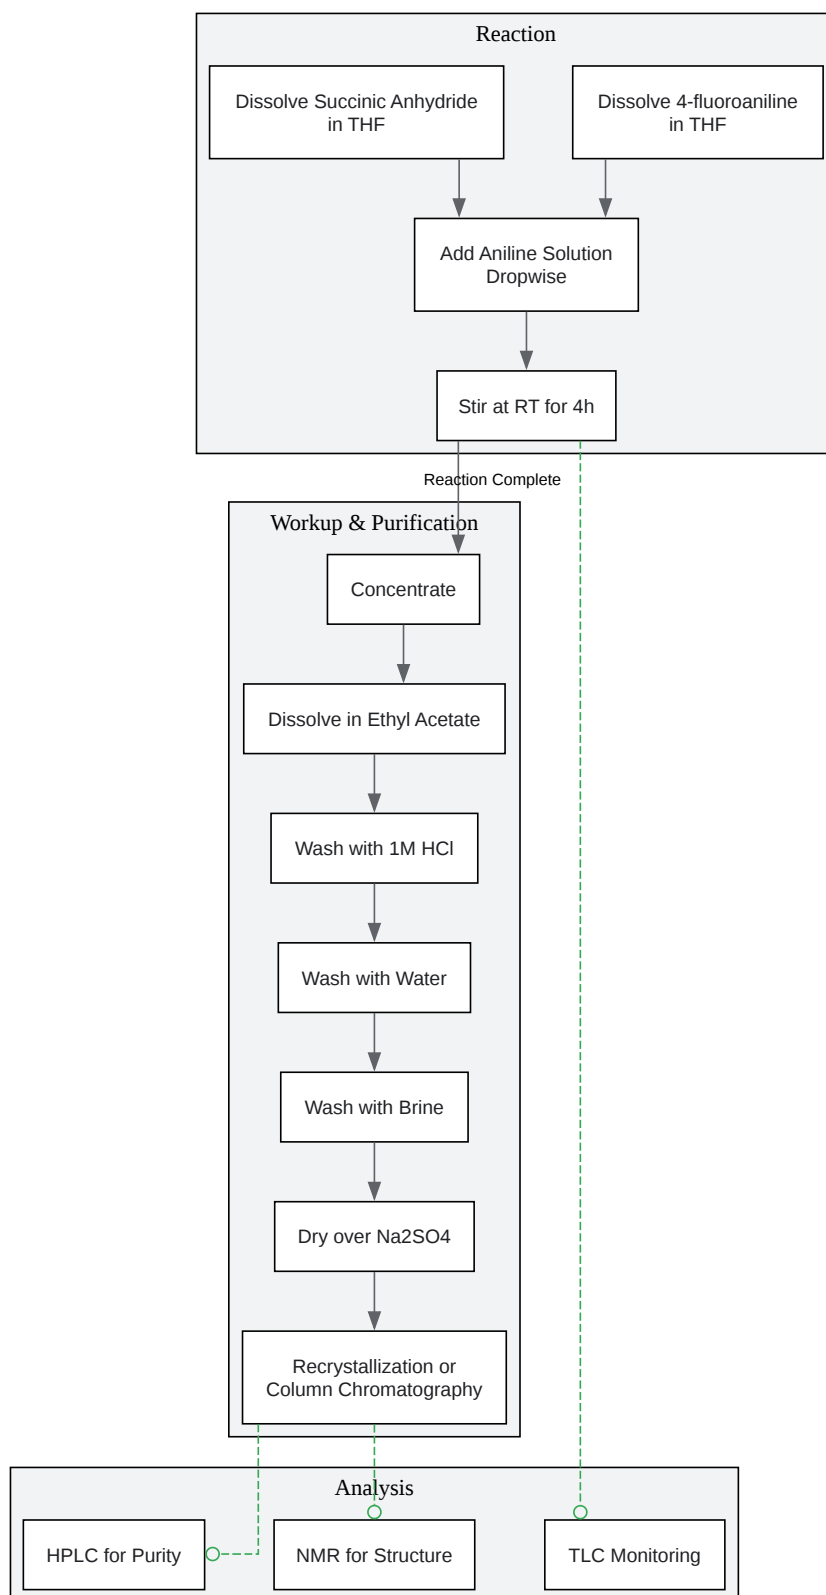 Reaction
Dissolve Succinic Anhydride
in THF
Dissolve 4-fluoroaniline
in THF
Add Aniline Solution
Dropwise
Stir at RT for 4h
Reaction Complete
Workup & Purification
Concentrate
Dissolve in Ethyl Acetate
Wash with 1M HCl
Wash with Water
Wash with Brine
Dry over Na2SO4
Recrystallization or
Column Chromatography
Analysis
HPLC for Purity
NMR for Structure
TLC Monitoring